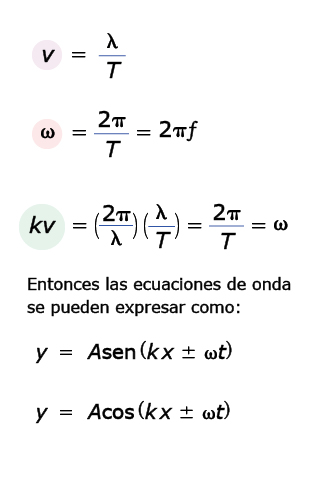 v = λ/T
ω = 2π/T = 2πf
kv = (2π/λ)(λ/T) = 2π/T = ω
Entonces las ecuaciones de onda
se pueden expresar como:
y = Asen(kx ± ωt)
y = Acos(kx ± ωt)